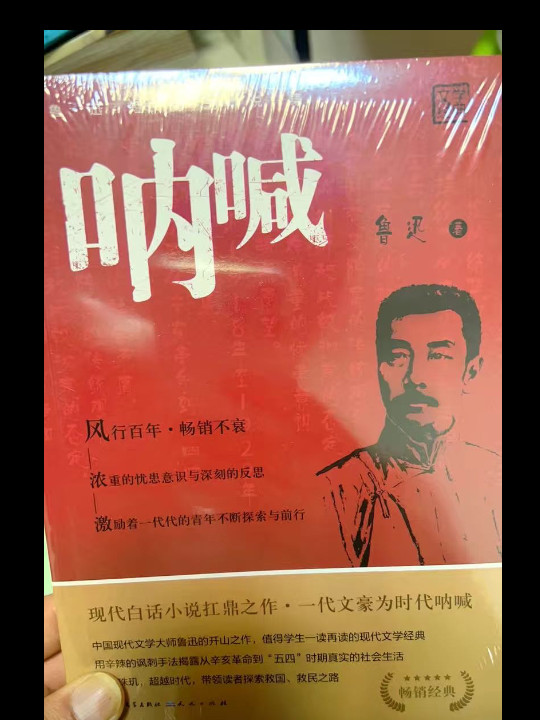 呐喊
鲁迅 著
风行百年·畅销不衰
浓重的忧患意识与深刻的反思
激励着一代代的青年不断探索与前行
现代白话小说扛鼎之作·一代文豪为时代呐喊
中国现代文学大师鲁迅的开山之作，值得学生一读再读的现代文学经典
用辛辣的讽刺手法揭露从辛亥革命到“五四”时期真实的社会生活
珠玑，超越时代，带领读者探索救国、救民之路
畅销经典